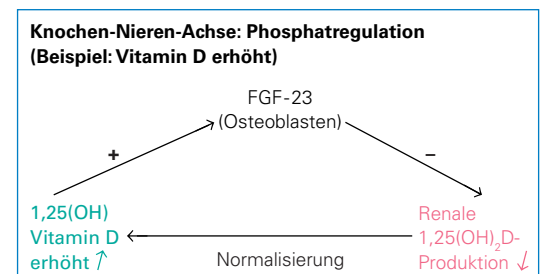 Knochen-Nieren-Achse: Phosphatregulation
(Beispiel: Vitamin D erhöht)
FGF-23
(Osteoblasten)
+
–
1,25(OH)
Vitamin D
erhöht ↑
Renale
1,25(OH)₂D-
Produktion ↓
Normalisierung